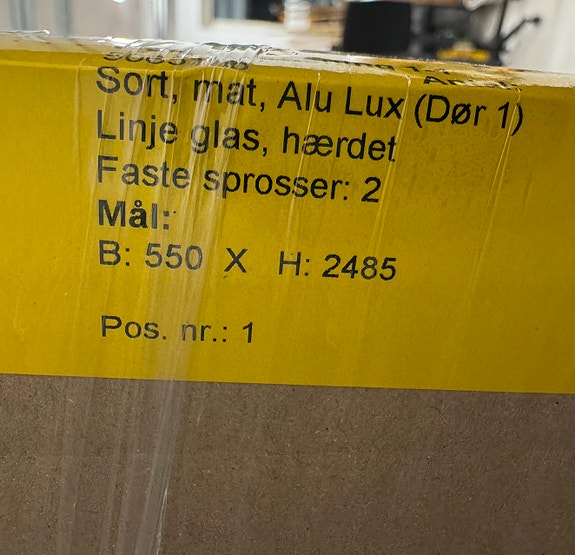 Sort, mat, Alu Lux (Dør 1)
Linje glas, hærdet
Faste sprosser: 2
Mål:
B: 550 X H: 2485
Pos. nr.: 1